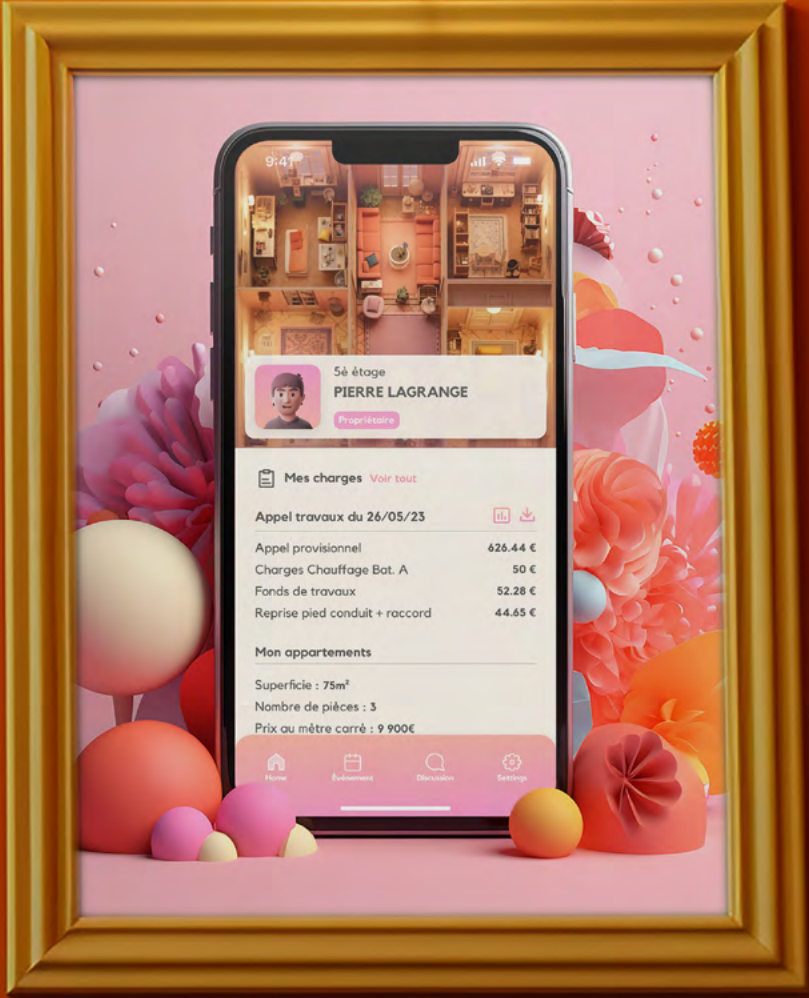 9:41
5è étage
PIERRE LAGRANGE
Propriétaire
Mes charges Voir tout
Appel travaux du 26/05/23
Appel provisionnel 626.44 €
Charges Chauffage Bat. A 50 €
Fonds de travaux 52.28 €
Reprise pied conduit + raccord 44.65 €
Mon appartements
Superficie : 75m²
Nombre de pièces : 3
Prix au mètre carré : 9 900€
Home Événement Discussion Settings